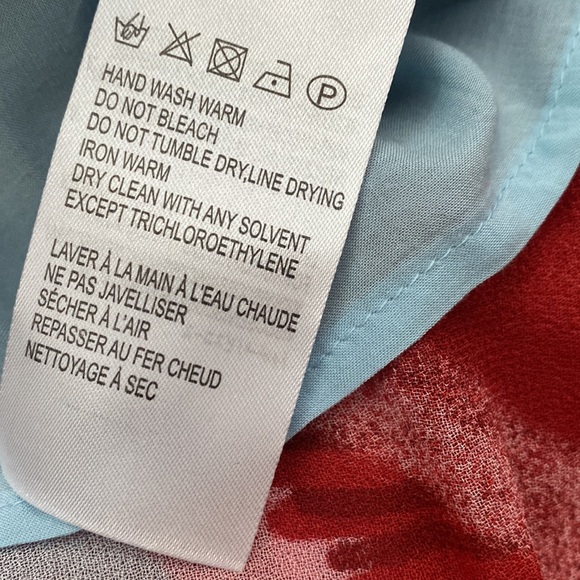 P
HAND WASH WARM
DO NOT BLEACH
DO NOT TUMBLE DRY,LINE DRYING
IRON WARM
DRY CLEAN WITH ANY SOLVENT
EXCEPT TRICHLOROETHYLENE
LAVER À LA MAIN À L'EAU CHAUDE
NE PAS JAVELLISER
SÉCHER À L'AIR
REPASSER AU FER CHEUD
NETTOYAGE À SEC